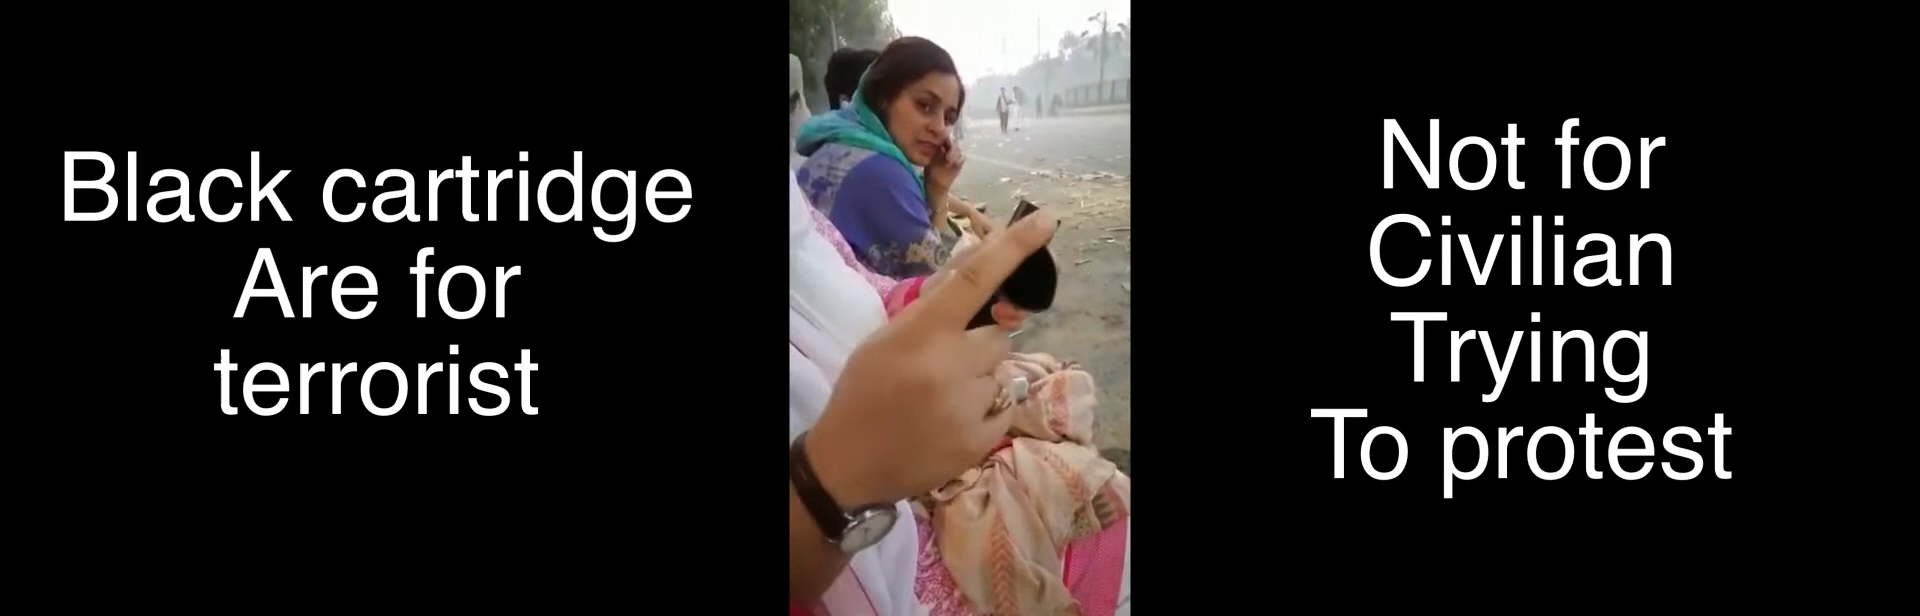 Black cartridge
Are for
terrorist
Not for
Civilian
Trying
To protest